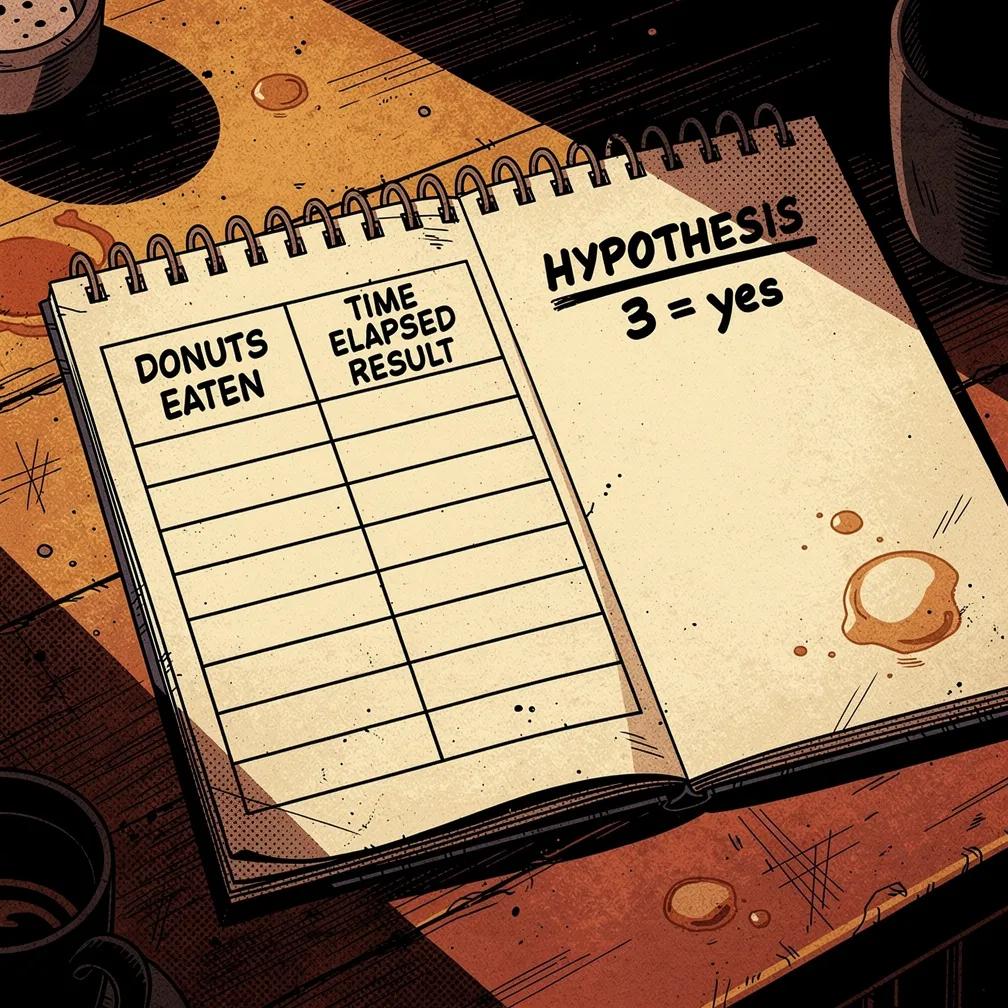 DONUTS
EATEN
TIME
ELAPSED
RESULT
HYPOTHESIS
3 = yes